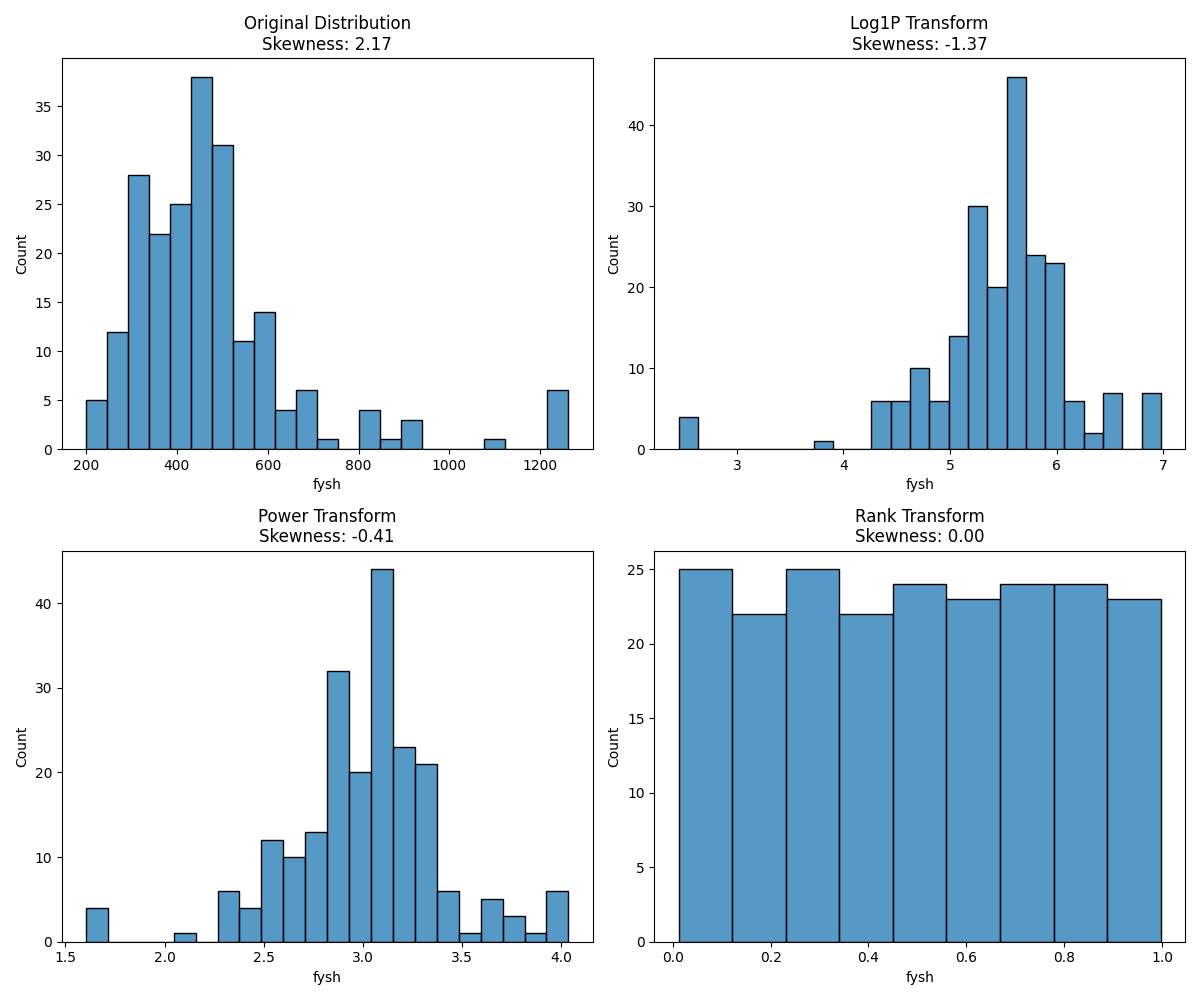 Original Distribution
Skewness: 2.17
Count
35
30
25
20
15
10
5
0
200
400
600
800
1000
1200
fysh
Log1P Transform
Skewness: -1.37
Count
40
30
20
10
0
3
4
5
6
7
fysh
Power Transform
Skewness: -0.41
Count
40
30
20
10
0
1.5
2.0
2.5
3.0
3.5
4.0
fysh
Rank Transform
Skewness: 0.00
Count
25
20
15
10
5
0
0.0
0.2
0.4
0.6
0.8
1.0
fysh